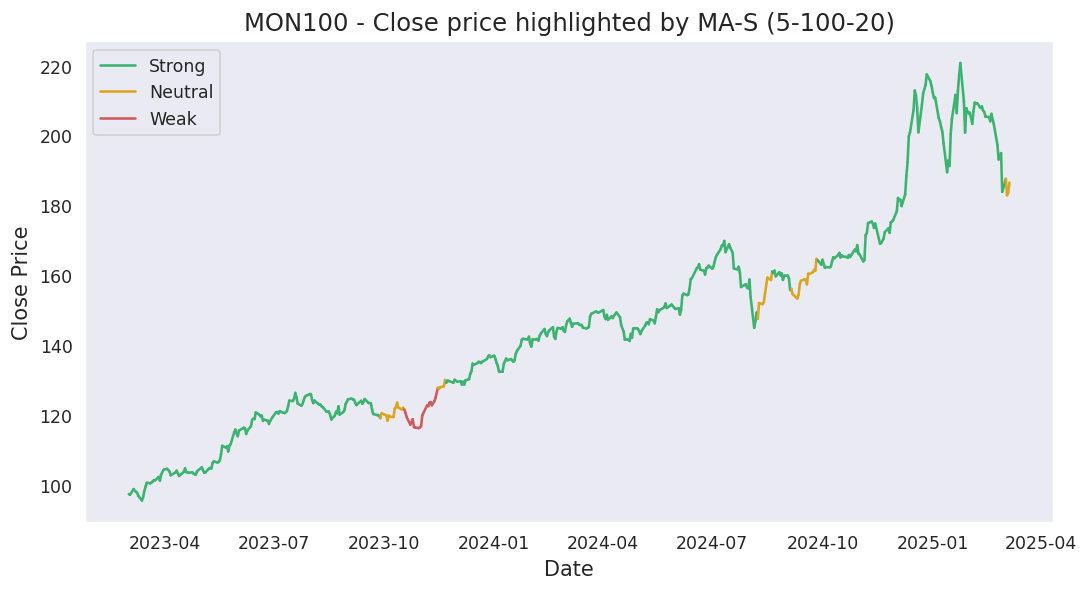 MON100 - Close price highlighted by MA-S (5-100-20)
Strong
Neutral
Weak
220
200
180
160
140
120
100
Close Price
2023-04 2023-07 2023-10 2024-01 2024-04 2024-07 2024-10 2025-01 2025-04
Date